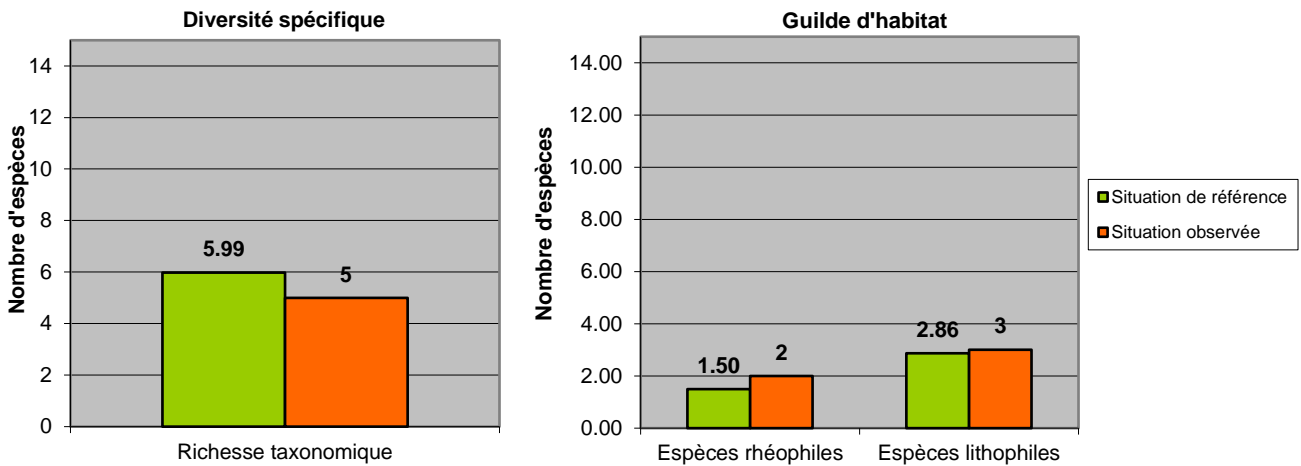 Diversité spécifique
Nombre d'espèces
14
12
10
8
6
4
2
0
5.99
5
Richesse taxonomique
Guilde d'habitat
Nombre d'espèces
14.00
12.00
10.00
8.00
6.00
4.00
2.00
0.00
1.50
2
2.86
3
Espèces rhéophiles
Espèces lithophiles
Situation de référence
Situation observée